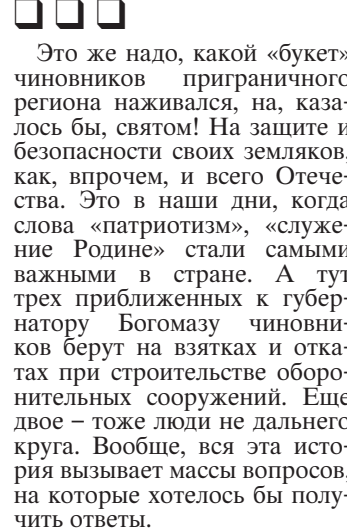 Это же надо, какой «букет»
чиновников приграничного
региона наживался, на, каза-
лось бы, святом! На защите и
безопасности своих земляков,
как, впрочем, и всего Отече-
ства. Это в наши дни, когда
слова «патриотизм», «служе-
ние Родине» стали самыми
важными в стране. А тут
трех приближенных к губер-
натору Богомазу чиновни-
ков берут на взятках и отка-
тах при строительстве оборо-
нительных сооружений. Еще
двое – тоже люди не дальнего
круга. Вообще, вся эта исто-
рия вызывает массы вопросов,
на которые хотелось бы полу-
чить ответы.